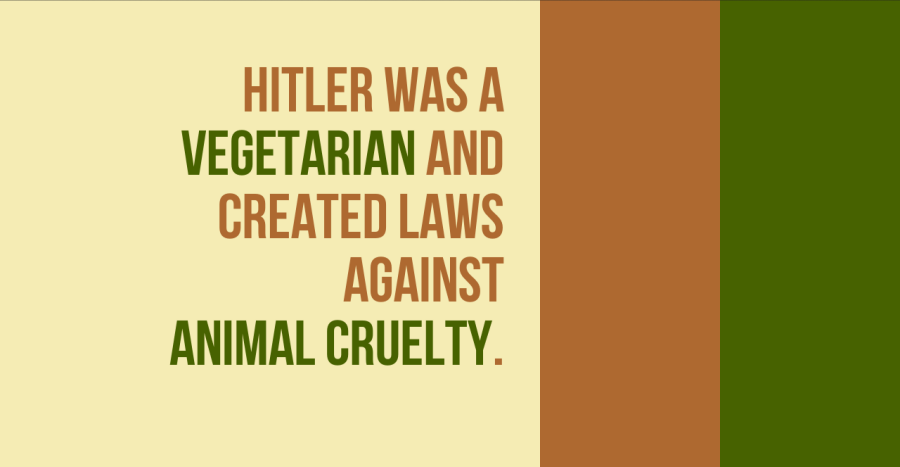 HITLER WAS A
VEGETARIAN AND
CREATED LAWS
AGAINST
ANIMAL CRUELTY.